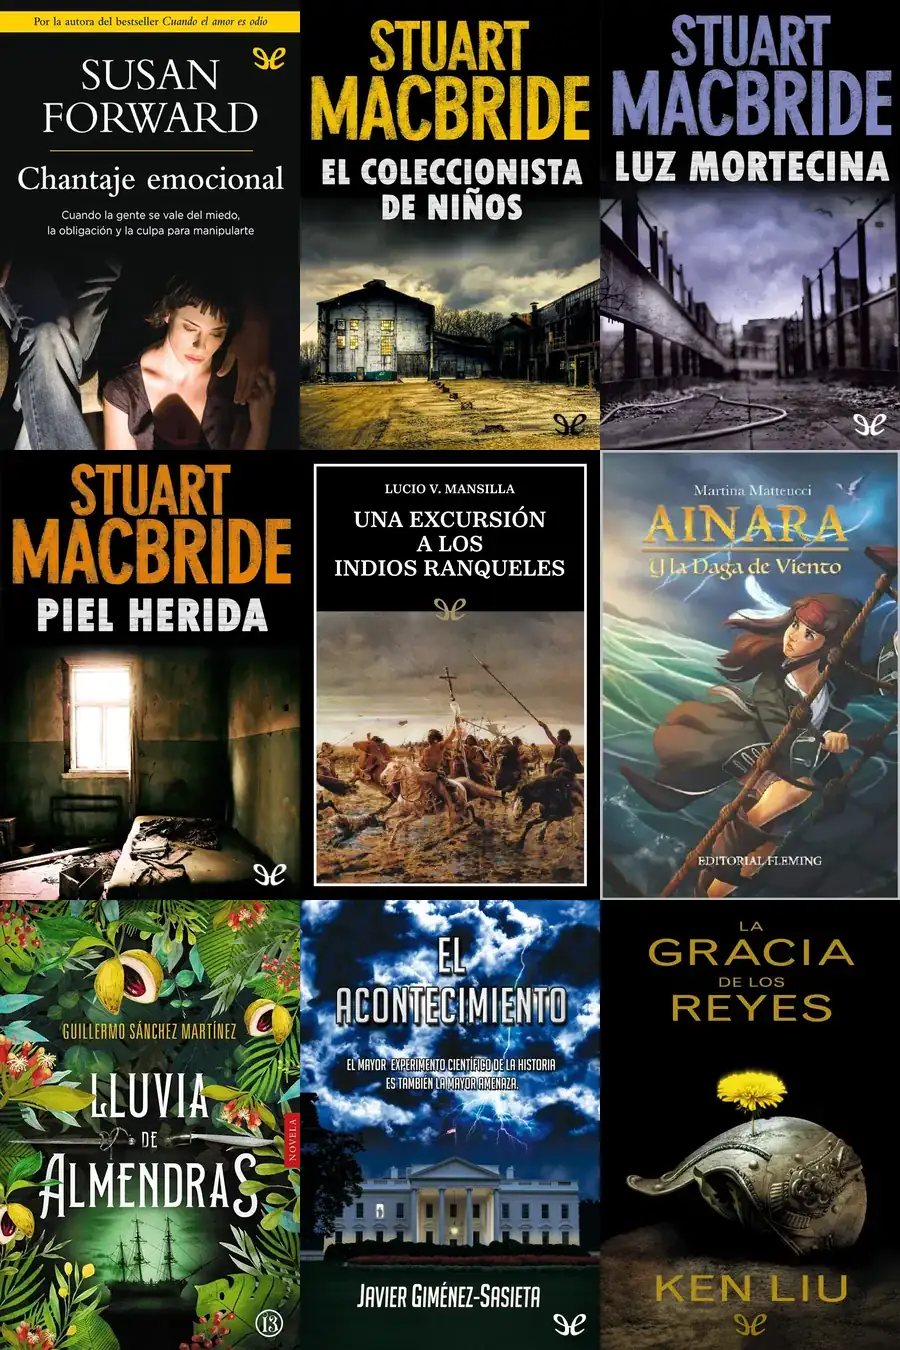 Por la autora del bestseller Cuando el amor es odio
SUSAN
FORWARD
Chantaje emocional
Cuando la gente se vale del miedo,
la obligación y la culpa para manipularte
STUART
MACBRIDE
EL COLECCIONISTA
DE NIÑOS
STUART
MACBRIDE
LUZ MORTECINA
STUART
MACBRIDE
PIEL HERIDA
LUCIO V. MANSILLA
UNA EXCURSIÓN
A LOS
INDIOS RANQUELES
Martina Matteucci
AINARA
Y la Daga de Viento
EDITORIAL FLEMING
GUILLERMO SÁNCHEZ MARTÍNEZ
LLUVIA
DE
ALMENDRAS
NOVELA
13
EL
ACONTECIMIENTO
EL MAYOR EXPERIMENTO CIENTÍFICO DE LA HISTORIA
ES TAMBIÉN LA MAYOR AMENAZA.
JAVIER GIMÉNEZ-SASIETA
LA
GRACIA
DE LOS
REYES
KEN LIU